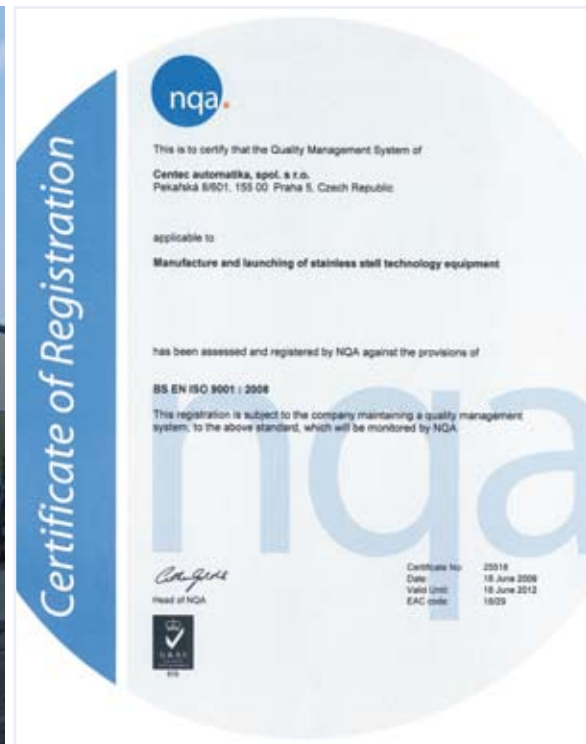 Certificate of Registration
nqa.
This is to certify that the Quality Management System of
Centec automatika, spol. s r.o.
Pekařská 8/601, 155 00 Praha 5, Czech Republic
applicable to
Manufacture and launching of stainless stell technology equipment
has been assessed and registered by NQA against the provisions of
BS EN ISO 9001 : 2008
This registration is subject to the company maintaining a quality management
system, to the above standard, which will be monitored by NQA
nqa
Head of NQA
Certificate No: 25518
Date: 18 June 2009
Valid Until: 18 June 2012
EAC code: 18/29
UKAS